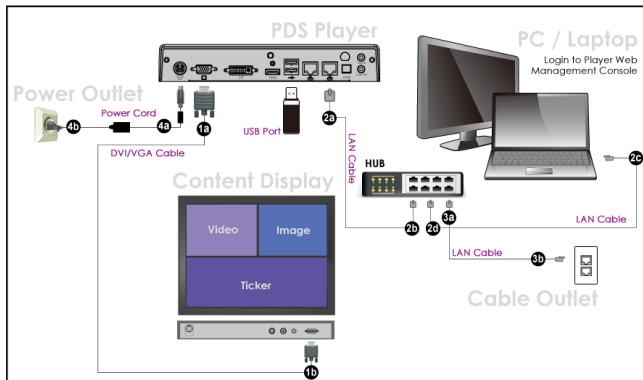 PDS Player
PC / Laptop
Login to Player Web
Management Console
Power Outlet
Power Cord
4b
4a
1a
USB Port
2a
DVI/VGA Cable
LAN Cable
HUB
2c
Content Display
3a
Video
Image
2b
2d
LAN Cable
LAN Cable
3b
Ticker
Cable Outlet
1b